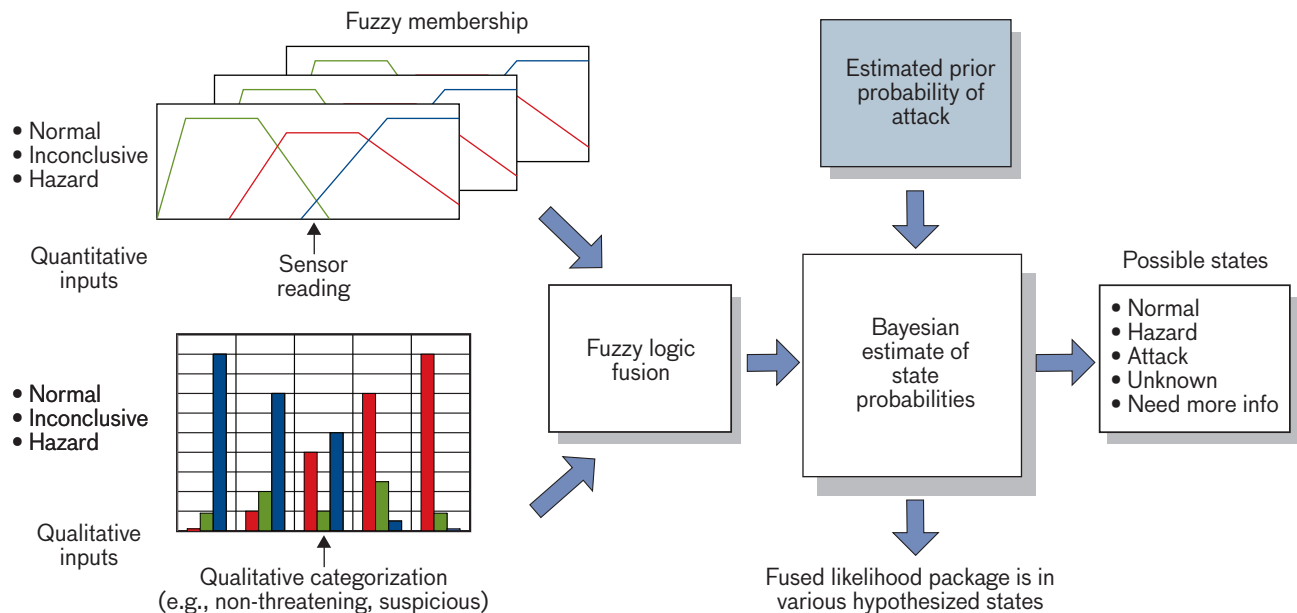 Fuzzy membership
• Normal
• Inconclusive
• Hazard
Quantitative
inputs
Sensor
reading
• Normal
• Inconclusive
• Hazard
Qualitative
inputs
Qualitative categorization
(e.g., non-threatening, suspicious)
Fuzzy logic
fusion
Estimated prior
probability of
attack
Bayesian
estimate of
state
probabilities
Fused likelihood package is in
various hypothesized states
Possible states
• Normal
• Hazard
• Attack
• Unknown
• Need more info